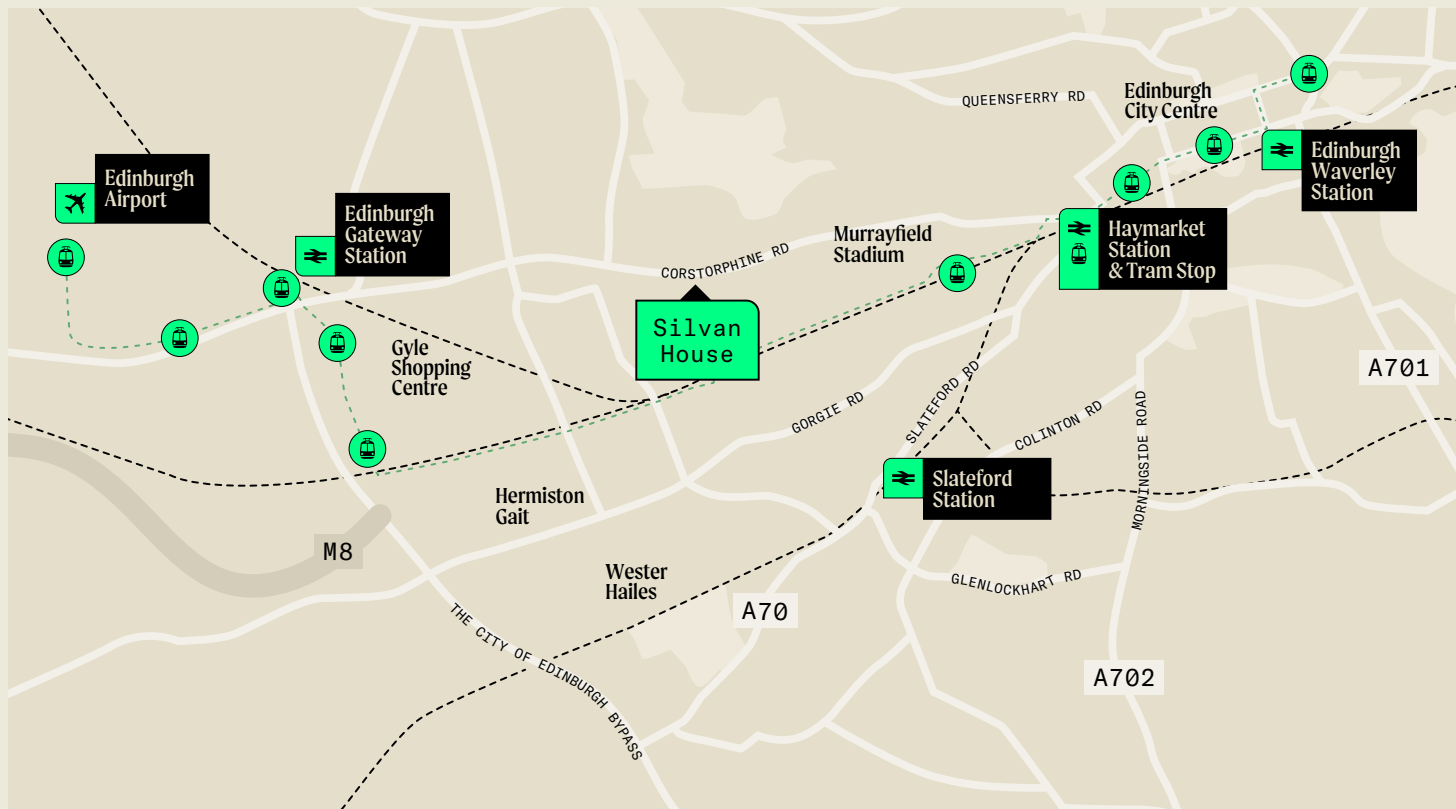 QUEENSFERRY RD
Edinburgh
City Centre
Edinburgh
Waverley
Station
Edinburgh
Airport
Edinburgh
Gateway
Station
Murrayfield
Stadium
Haymarket
Station
& Tram Stop
CORSTORPHINE RD
Silvan
House
Gyle
Shopping
Centre
A701
GORGIE RD
SLATEFORD RD
COLINTON RD
MORNINGSIDE ROAD
Slateford
Station
Hermiston
Gait
M8
Wester
Hailes
GLENLOCKHART RD
A70
THE CITY OF EDINBURGH BYPASS
A702